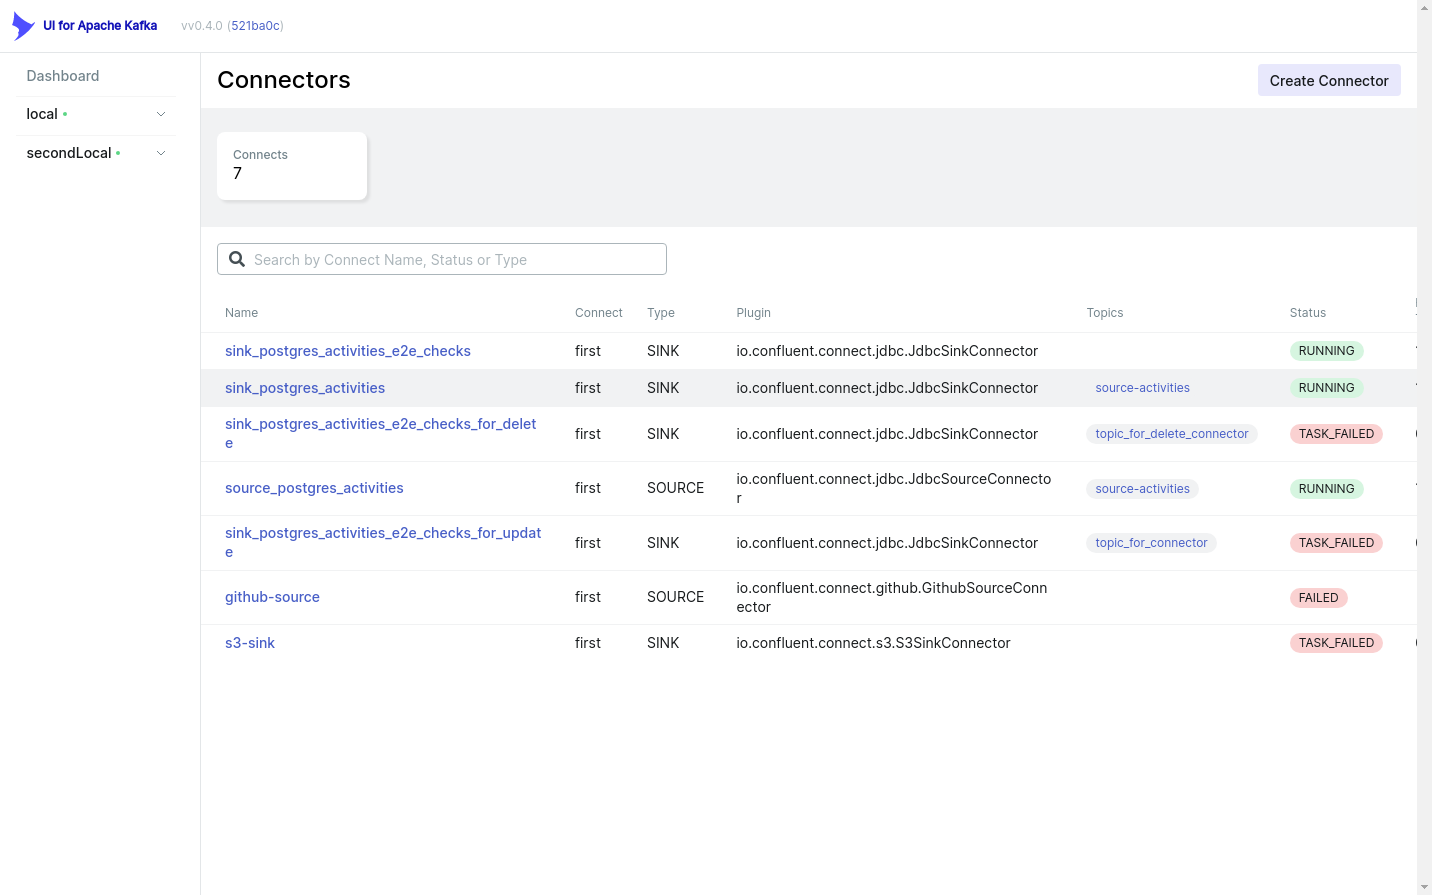 UI for Apache Kafka vv0.4.0 (521ba0c)
Dashboard
local
secondLocal
Connectors
Create Connector
Connects
7
Search by Connect Name, Status or Type
Name Connect Type Plugin Topics Status
sink_postgres_activities_e2e_checks first SINK io.confluent.connect.jdbc.JdbcSinkConnector RUNNING
sink_postgres_activities first SINK io.confluent.connect.jdbc.JdbcSinkConnector source-activities RUNNING
sink_postgres_activities_e2e_checks_for_delet
e
first SINK io.confluent.connect.jdbc.JdbcSinkConnector topic_for_delete_connector TASK_FAILED
source_postgres_activities first SOURCE io.confluent.connect.jdbc.JdbcSourceConnecto
r
source-activities RUNNING
sink_postgres_activities_e2e_checks_for_updat
e
first SINK io.confluent.connect.jdbc.JdbcSinkConnector topic_for_connector TASK_FAILED
github-source first SOURCE io.confluent.connect.github.GithubSourceConn
ector
FAILED
s3-sink first SINK io.confluent.connect.s3.S3SinkConnector TASK_FAILED